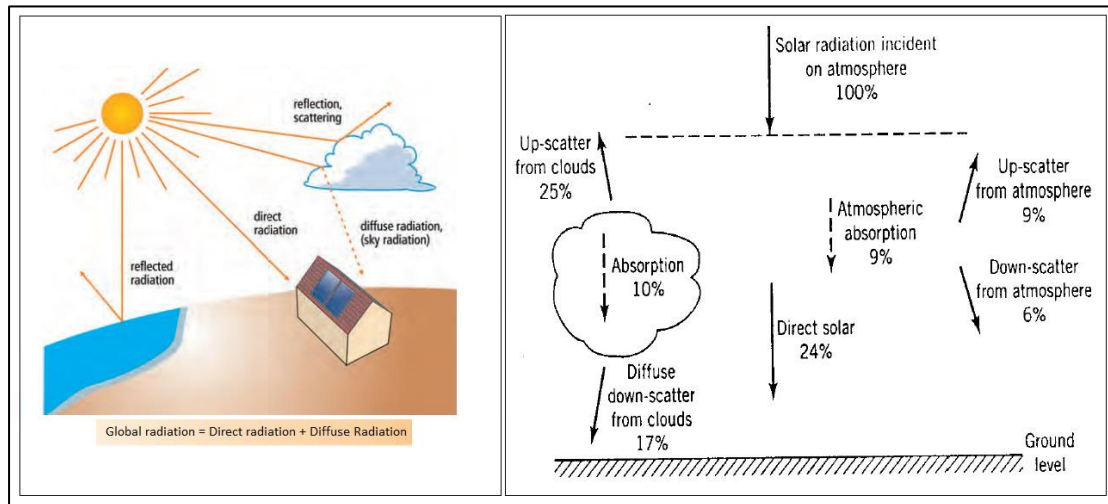 reflection,
scattering
direct
radiation
diffuse radiation,
(sky radiation)
reflected
radiation
Global radiation = Direct radiation + Diffuse Radiation
Solar radiation incident
on atmosphere
100%
Up-scatter
from clouds
25%
Up-scatter
from atmosphere
9%
Atmospheric
absorption
9%
Absorption
10%
Down-scatter
from atmosphere
6%
Direct solar
24%
Diffuse
down-scatter
from clouds
17%
Ground
level